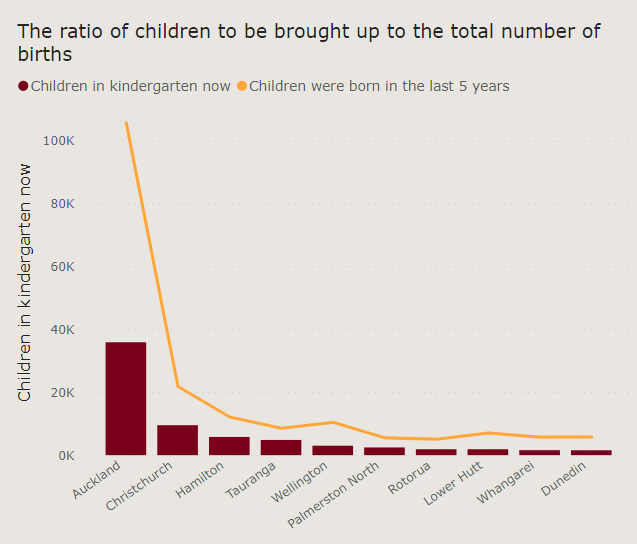 The ratio of children to be brought up to the total number of
births
Children in kindergarten now Children were born in the last 5 years
Children in kindergarten now
100K
80K
60K
40K
20K
0K
Auckland
Christchurch
Hamilton
Tauranga
Wellington
Palmerston North
Rotorua
Lower Hutt
Whangarei
Dunedin